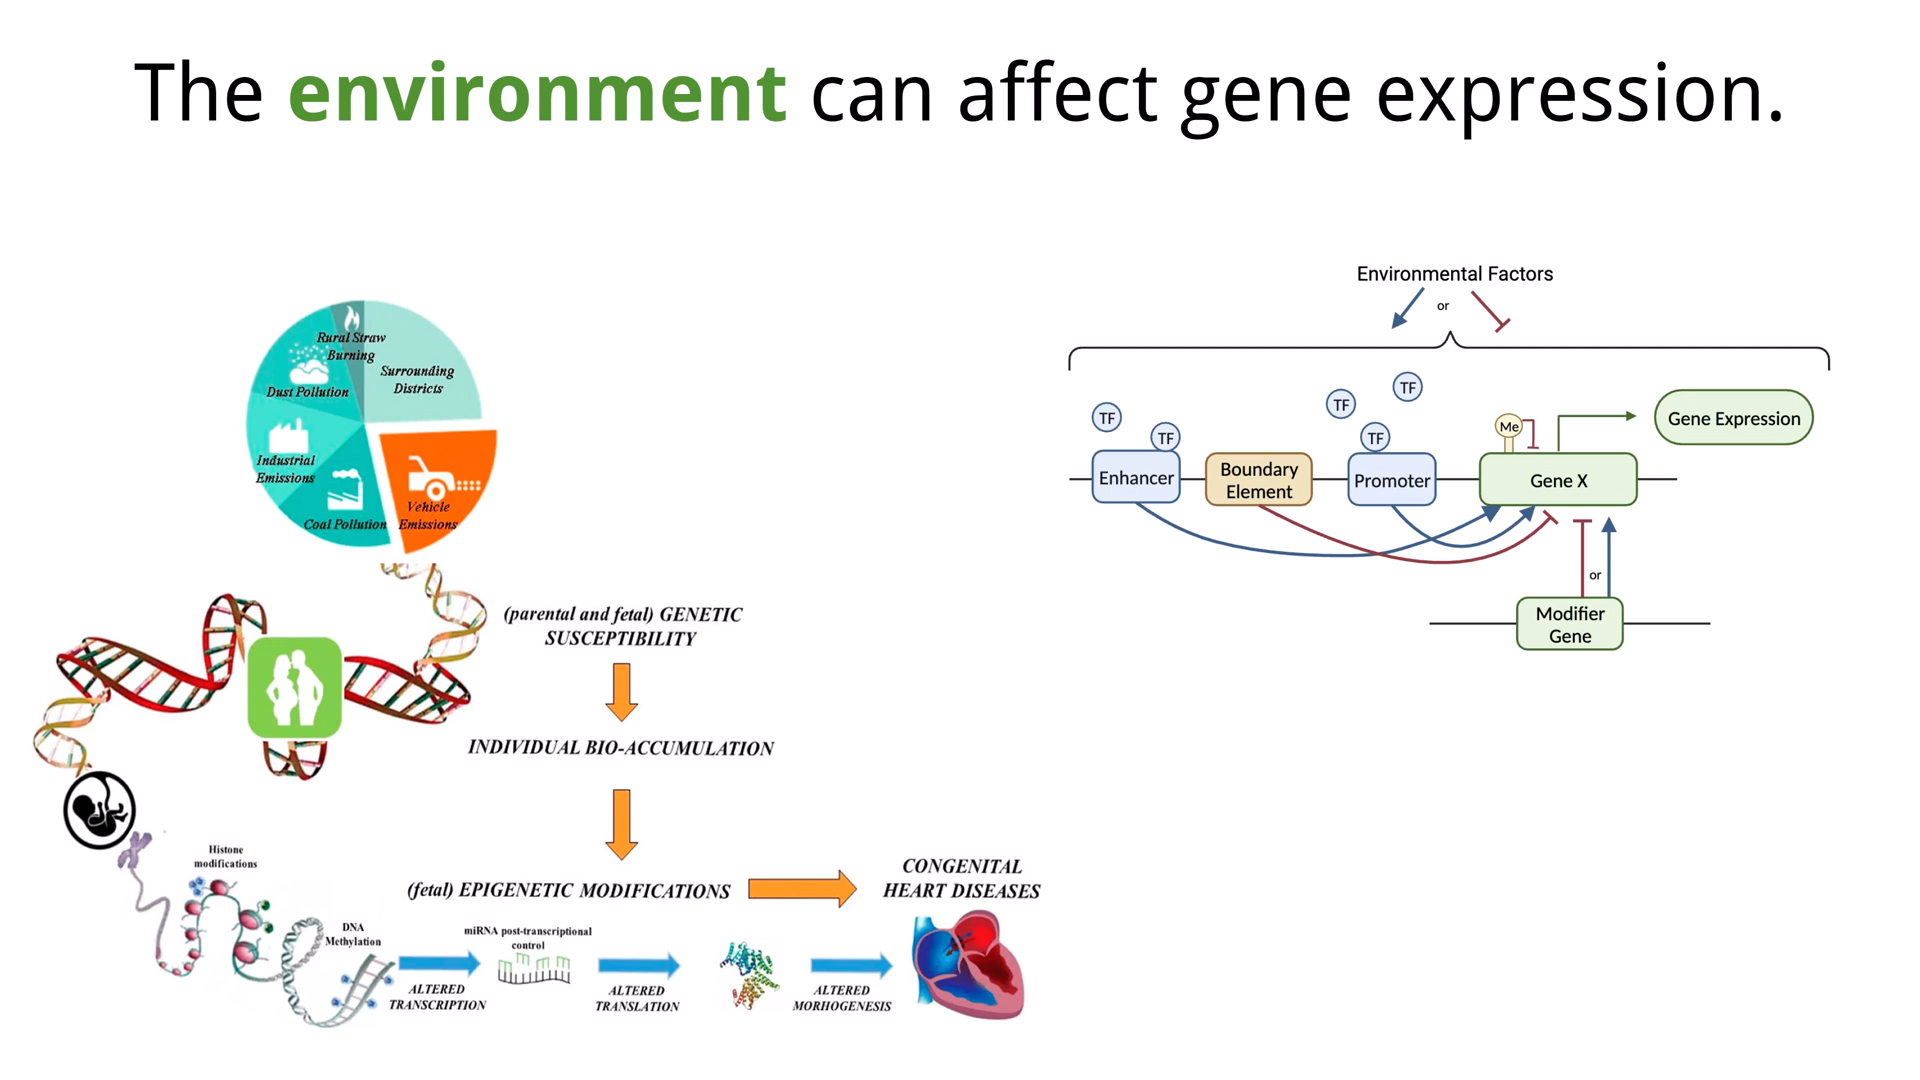 The environment can affect gene expression.
Rural Straw
Burning
Surrounding
Districts
Dust Pollution
Industrial
Emissions
Coal Pollution
Vehicle
Emissions
(parental and fetal) GENETIC
SUSCEPTIBILITY
INDIVIDUAL BIO-ACCUMULATION
(fetal) EPIGENETIC MODIFICATIONS
CONGENITAL
HEART DISEASES
Histone
modifications
DNA
Methylation
miRNA post-transcriptional
control
ALTERED
TRANSCRIPTION
ALTERED
TRANSLATION
ALTERED
MORHOGENESIS
Environmental Factors
or
TF
TF
TF
TF
TF
Me
Gene Expression
Enhancer
Boundary
Element
Promoter
Gene X
or
Modifier
Gene